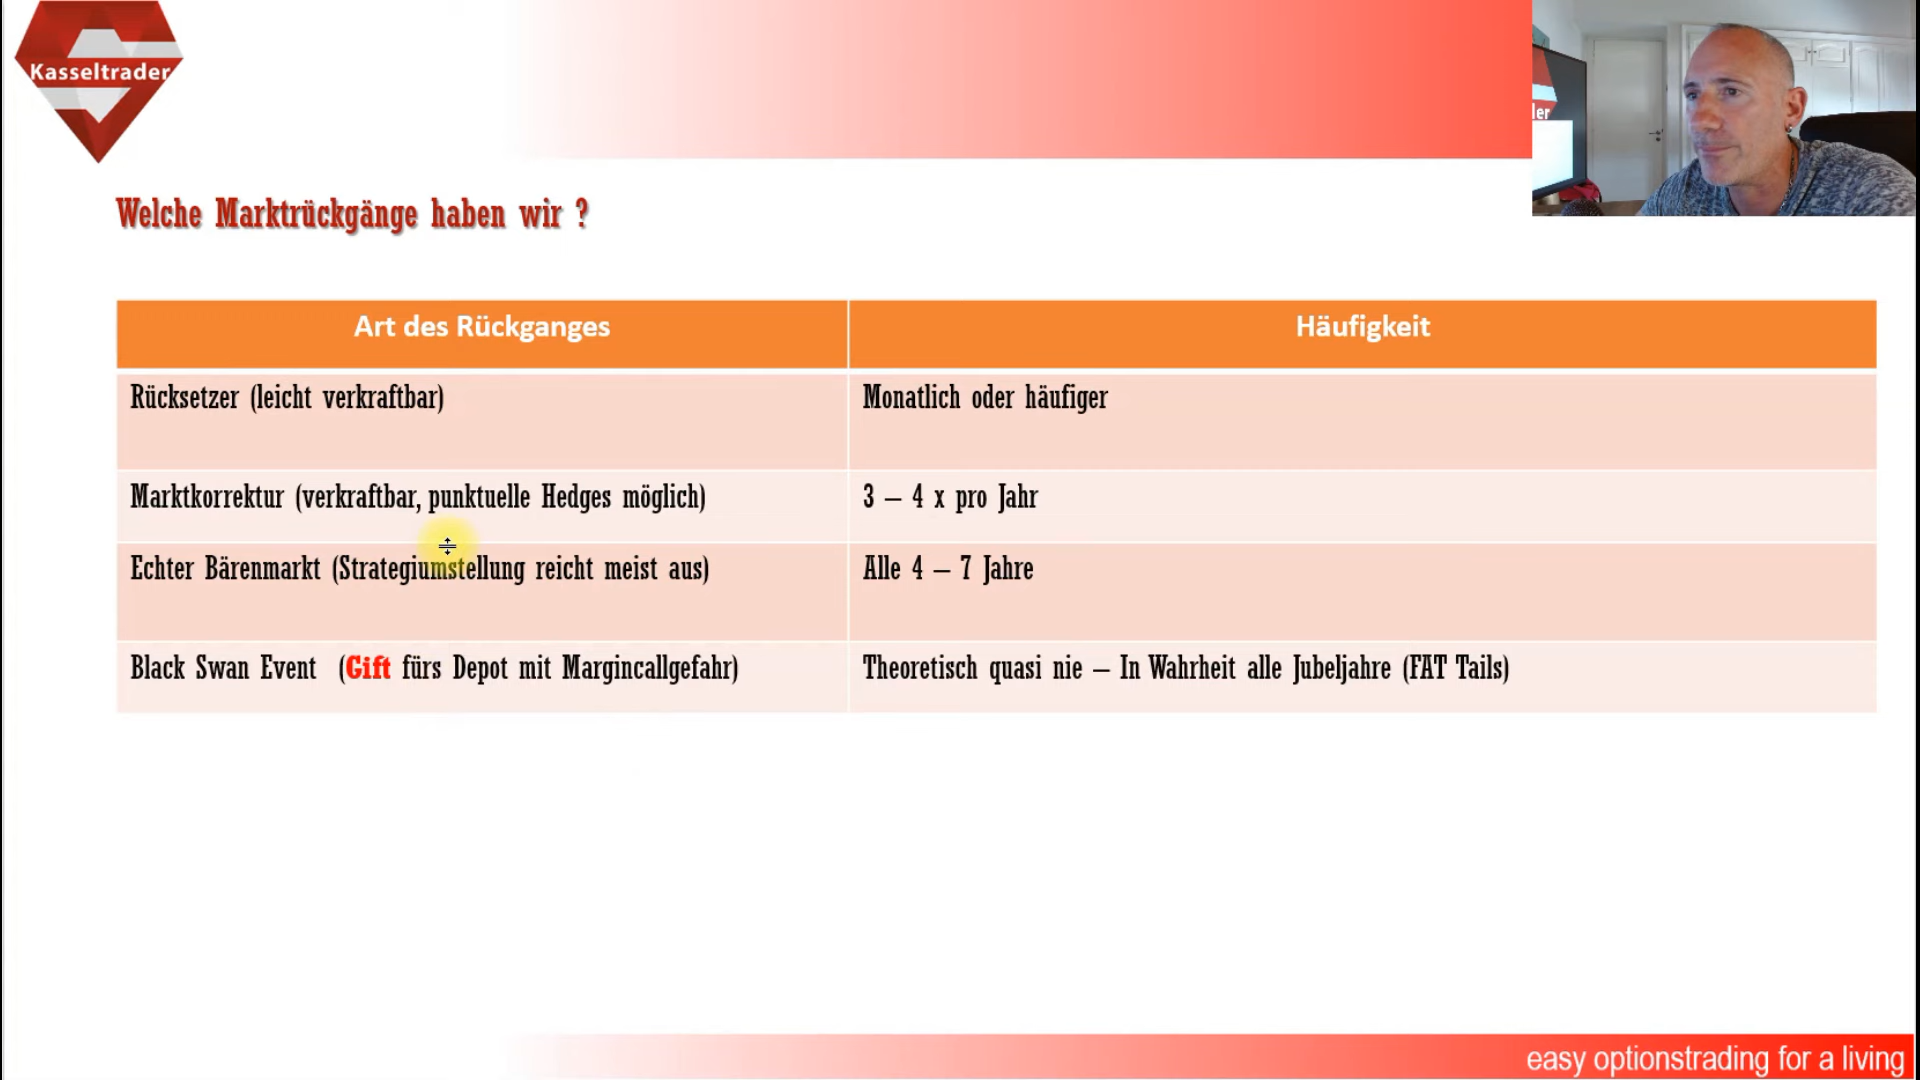 Kasseltrader
der
Welche Marktrückgänge haben wir ?
Art des Rückganges
Häufigkeit
Rücksetzer (leicht verkraftbar)
Monatlich oder häufiger
Marktkorrektur (verkraftbar, punktuelle Hedges möglich)
3 – 4 x pro Jahr
Echter Bärenmarkt (Strategiumstellung reicht meist aus)
Alle 4 – 7 Jahre
Black Swan Event (Gift fürs Depot mit Margincallgefahr)
Theoretisch quasi nie – In Wahrheit alle Jubeljahre (FAT Tails)
easy optionstrading for a living